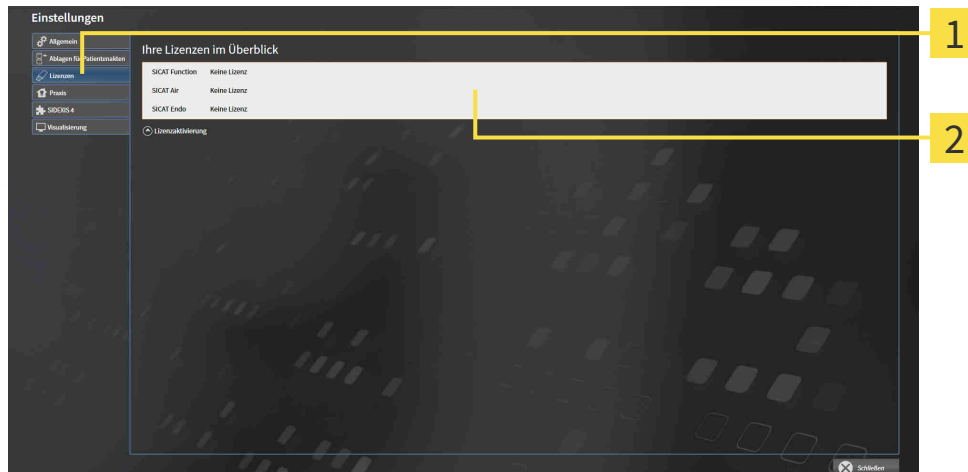 Einstellungen
Allgemein
Ablagen für Patientenakten
Lizenzen
Praxis
SIDEXIS 4
Visualisierung
Ihre Lizenzen im Überblick
SICAT Function Keine Lizenz
SICAT Air Keine Lizenz
SICAT Endo Keine Lizenz
Lizenzaktivierung
Schließen
1
2